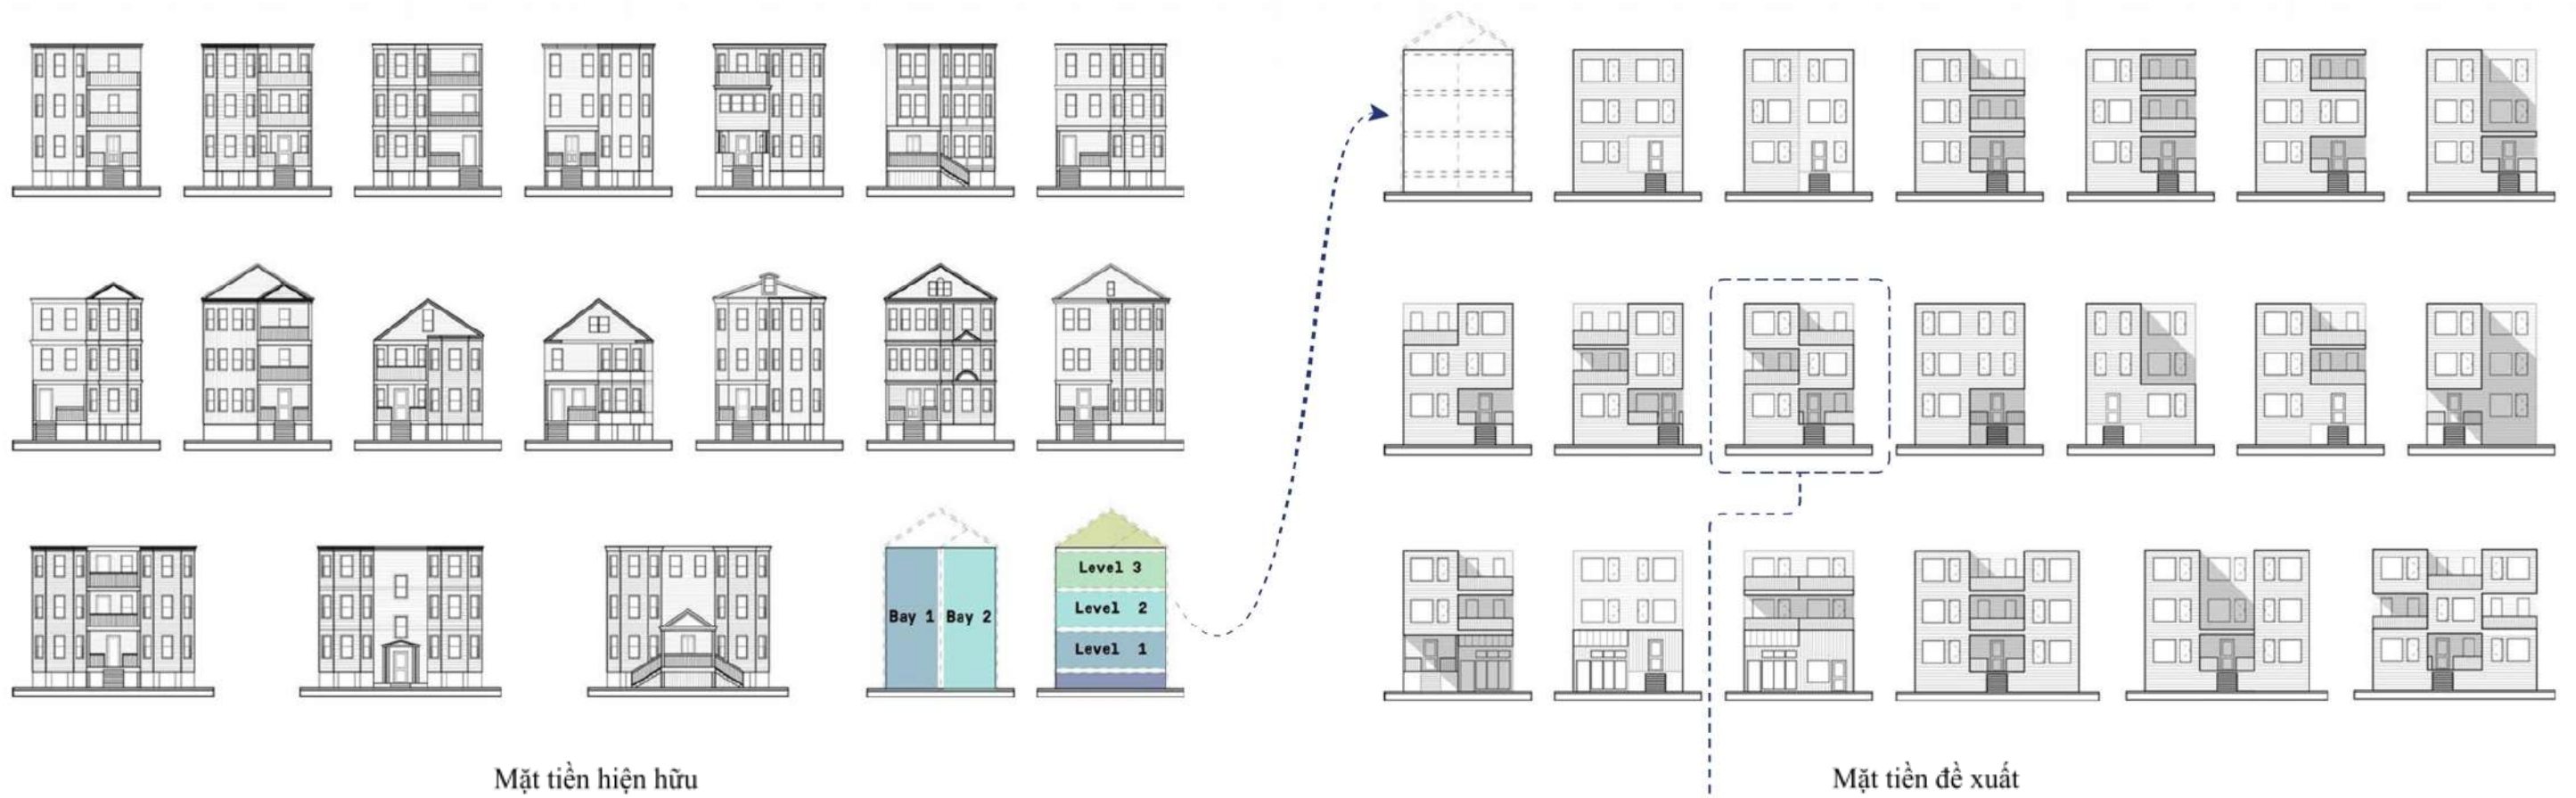 Level 3
Level 2
Bay 1 Bay 2
Level 1
Mặt tiền hiện hữu
Mặt tiền đề xuất